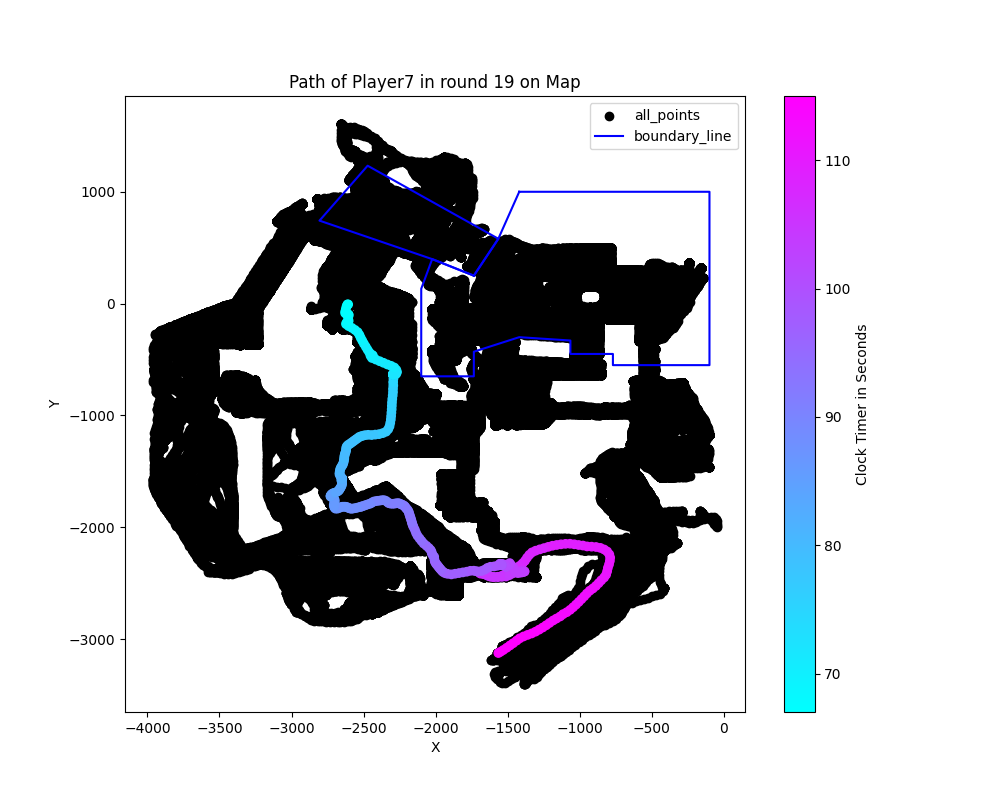 Path of Player7 in round 19 on Map
all_points
boundary_line
1000
0
−1000
−2000
−3000
Y
−4000 −3500 −3000 −2500 −2000 −1500 −1000 −500 0
X
110
100
90
80
70
Clock Timer in Seconds